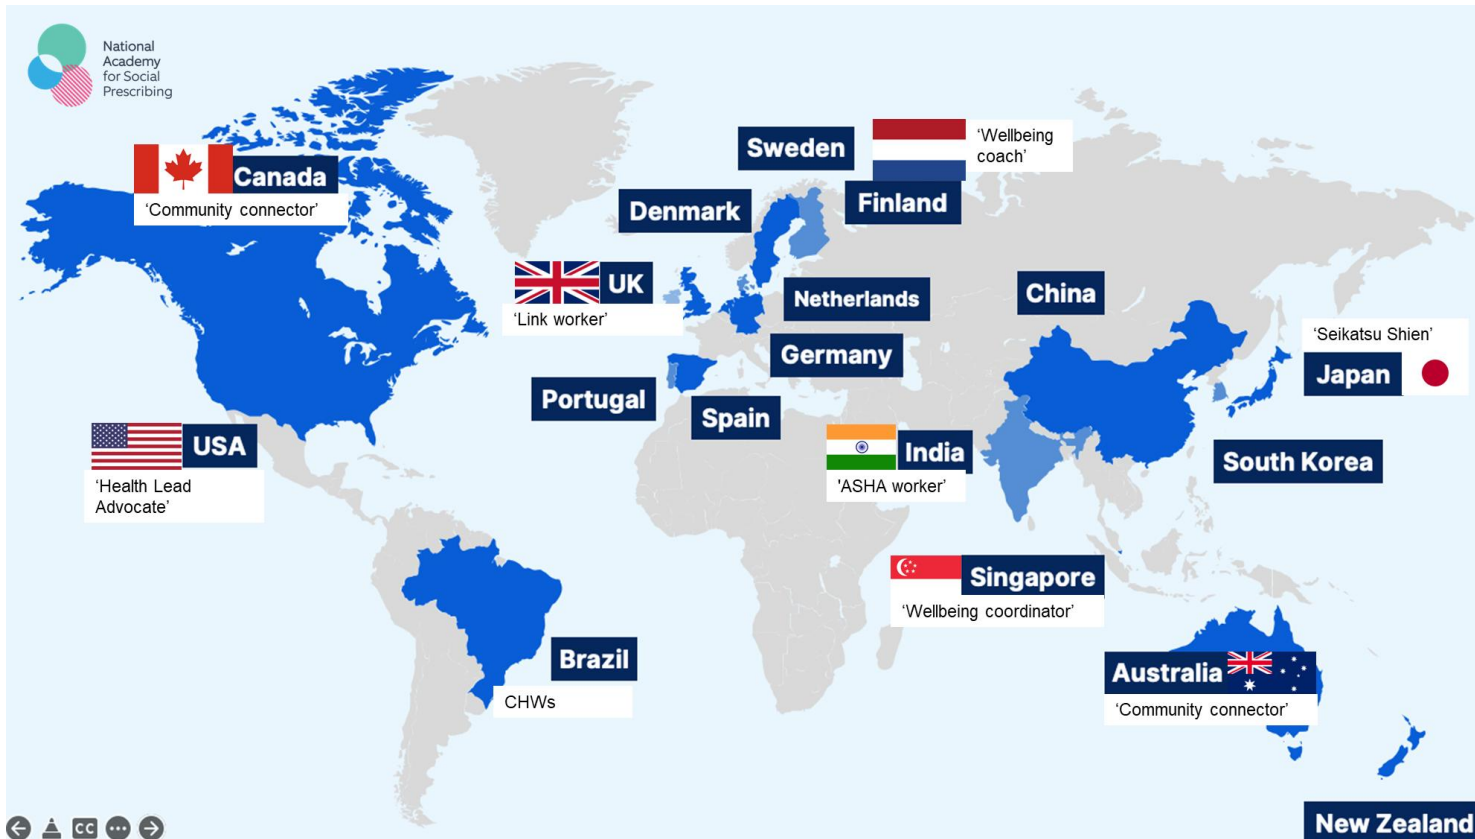 National
Academy
for Social
Prescribing
Sweden
‘Wellbeing
coach’
Canada
‘Community connector’
Denmark
Finland
UK
‘Link worker’
Netherlands
China
Germany
‘Seikatsu Shien’
Japan
Portugal
Spain
USA
‘Health Lead
Advocate’
India
'ASHA worker’
South Korea
Singapore
‘Wellbeing coordinator’
Brazil
CHWs
Australia
‘Community connector’
New Zealand
CC